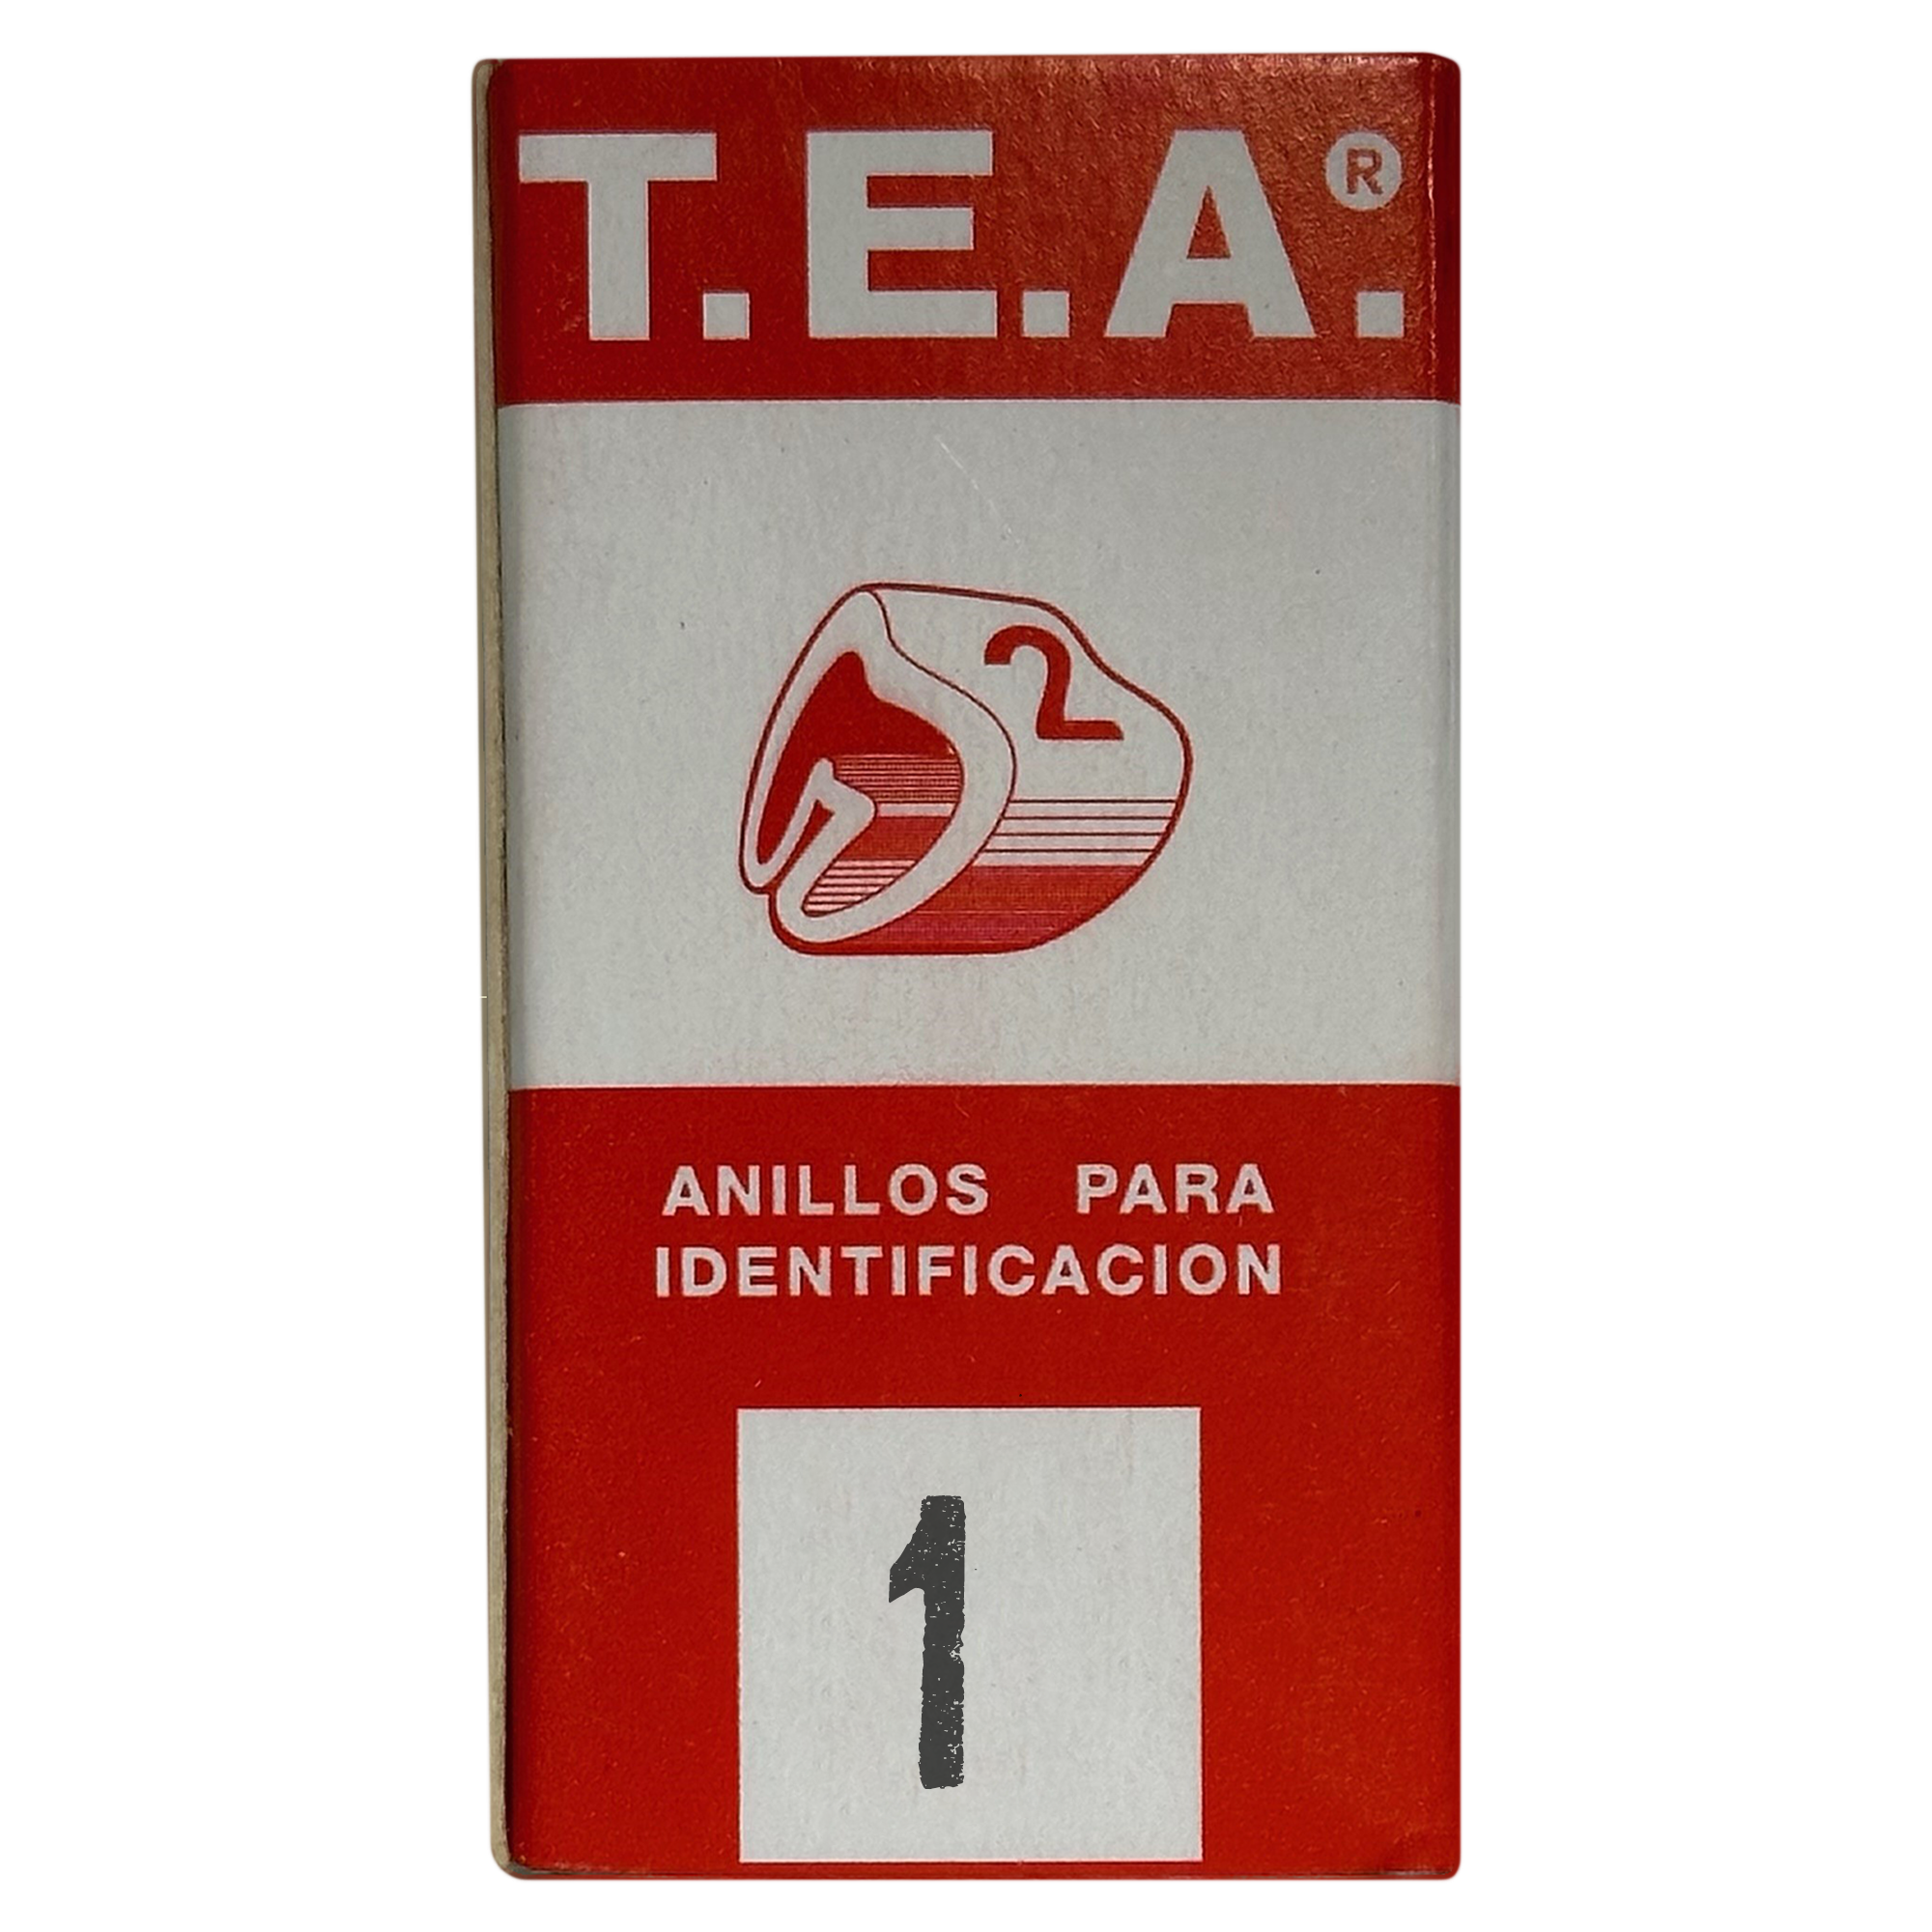 T.E.A.®
2
ANILLOS PARA
IDENTIFICACION
1